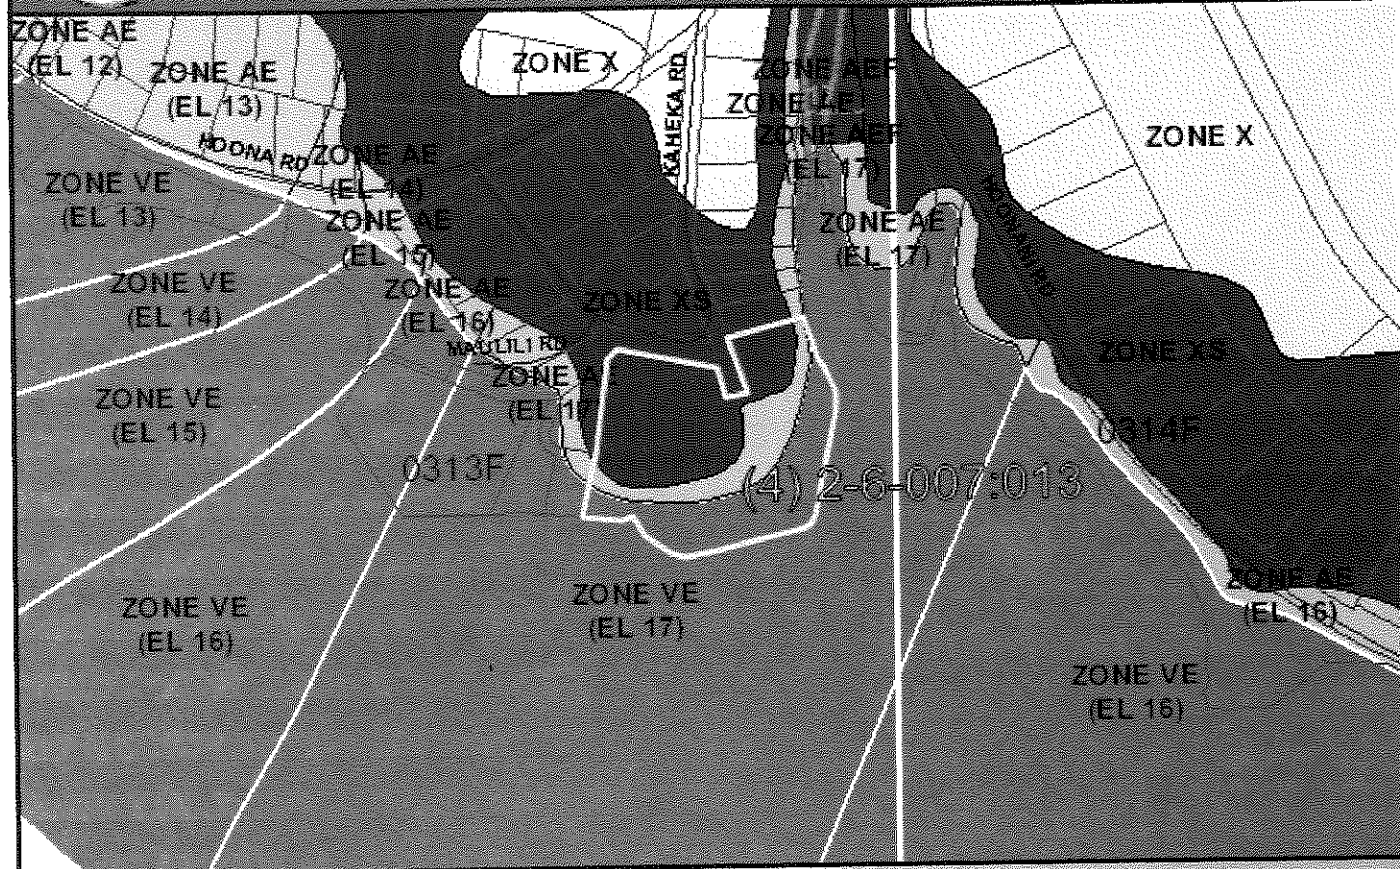 ZONE AE
(EL 12)
ZONE AE
(EL 13)
ZONE X
KAHEKA RD
ZONE AEF
ZONE AE
ZONE AEF
(EL 17)
ZONE X
HOONA RD
ZONE AE
(EL 14)
ZONE VE
(EL 13)
ZONE AE
(EL 15)
ZONE AE
(EL 17)
ZONE VE
(EL 14)
ZONE AE
(EL 16)
ZONE XS
MAULILI RD
ZONE
ZONE A
(EL 17
ZONE VE
(EL 15)
0313F
0314F
(4) 2-6-007:013
ZONE AE
(EL 16)
ZONE VE
(EL 16)
ZONE VE
(EL 17)
ZONE VE
(EL 16)